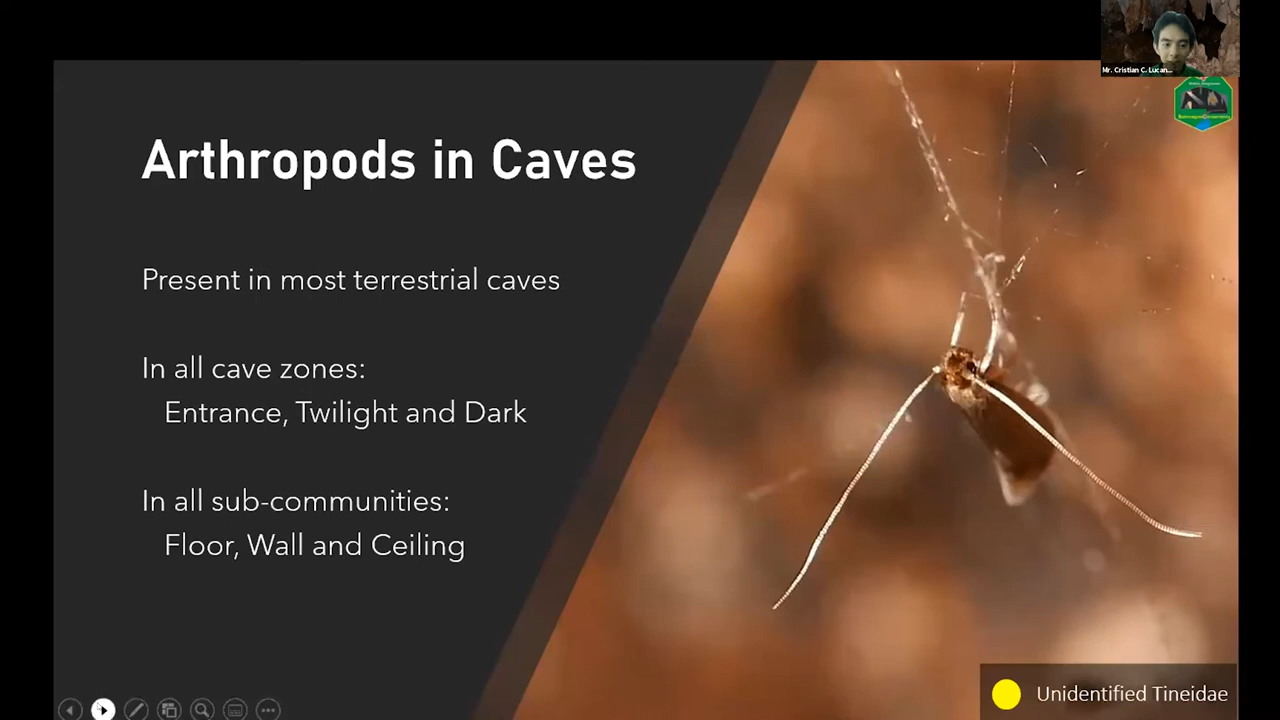 Mr. Cristian C. Lucan...
Arthropods in Caves
Present in most terrestrial caves
In all cave zones:
Entrance, Twilight and Dark
In all sub-communities:
Floor, Wall and Ceiling
Unidentified Tineidae